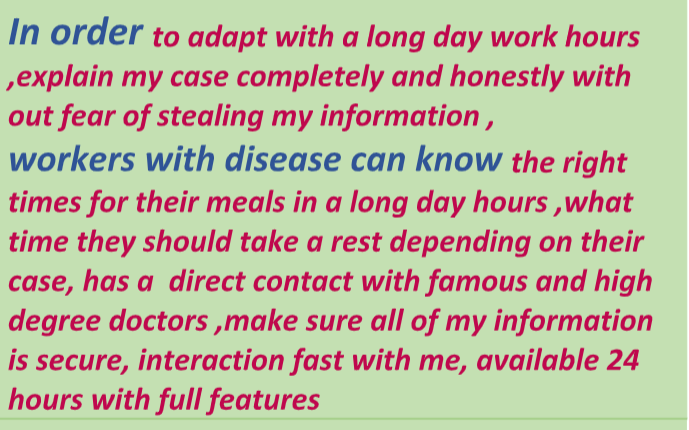 In order to adapt with a long day work hours
,explain my case completely and honestly with
out fear of stealing my information ,
workers with disease can know the right
times for their meals in a long day hours ,what
time they should take a rest depending on their
case, has a direct contact with famous and high
degree doctors ,make sure all of my information
is secure, interaction fast with me, available 24
hours with full features